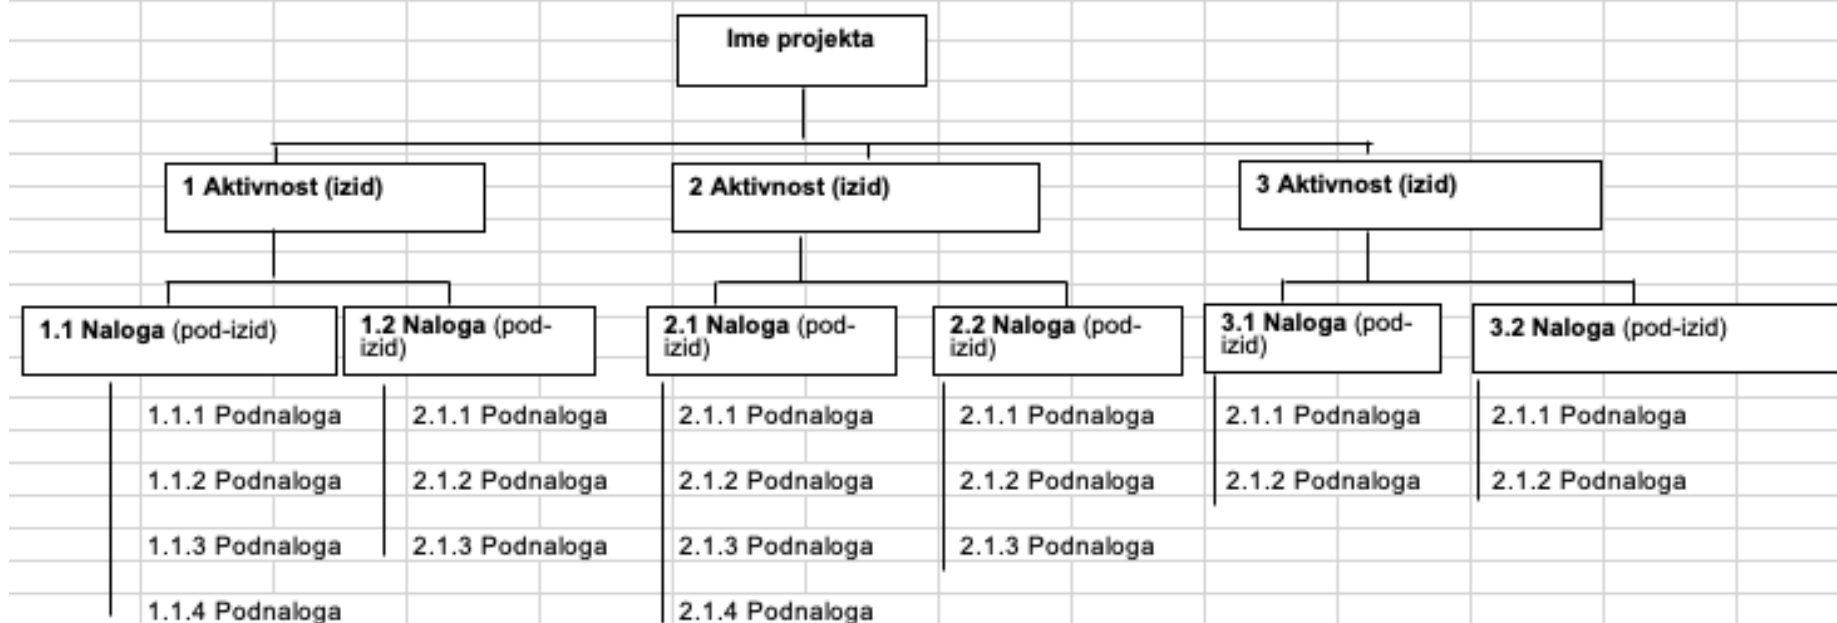 Ime projekta
1 Aktivnost (izid)
2 Aktivnost (izid)
3 Aktivnost (izid)
1.1 Naloga (pod-izid)
1.2 Naloga (pod-
izid)
2.1 Naloga (pod-
izid)
2.2 Naloga (pod-
izid)
3.1 Naloga (pod-
izid)
3.2 Naloga (pod-izid)
1.1.1 Podnaloga
2.1.1 Podnaloga
2.1.1 Podnaloga
2.1.1 Podnaloga
2.1.1 Podnaloga
2.1.1 Podnaloga
1.1.2 Podnaloga
2.1.2 Podnaloga
2.1.2 Podnaloga
2.1.2 Podnaloga
2.1.2 Podnaloga
2.1.2 Podnaloga
1.1.3 Podnaloga
2.1.3 Podnaloga
2.1.3 Podnaloga
2.1.3 Podnaloga
1.1.4 Podnaloga
2.1.4 Podnaloga